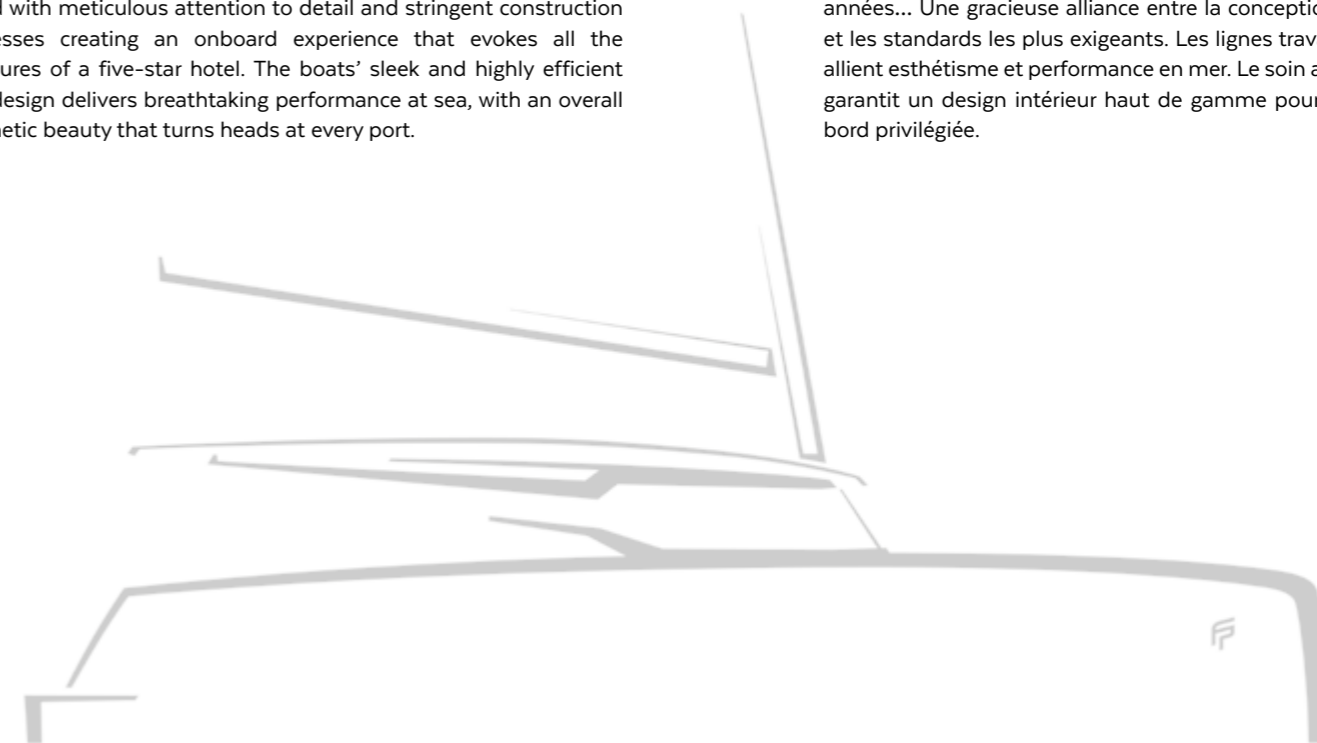 with meticulous attention to detail and stringent construction
creating an onboard experience that evokes all the
of a five-star hotel. The boats’ sleek and highly efficient
design delivers breathtaking performance at sea, with an overall
beauty that turns heads at every port.
années... Une gracieuse alliance entre la
et les standards les plus exigeants. Les lignes
allient esthétisme et performance en mer. Le soin
garantit un design intérieur haut de gamme pour
bord privilégiée.